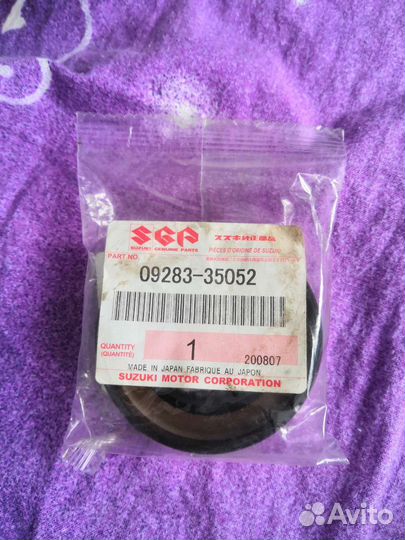 SGP
スズキ純正部品
SUZUKI GENUINE PARTS
PIÈCES D'ORIGINE DE SUZUKI
PART NO.
09283-35052
QUANTITY
(QUANTITÉ)
1
200807
MADE IN JAPAN FABRIQUE AU JAPON
SUZUKI MOTOR CORPORATION
Avito